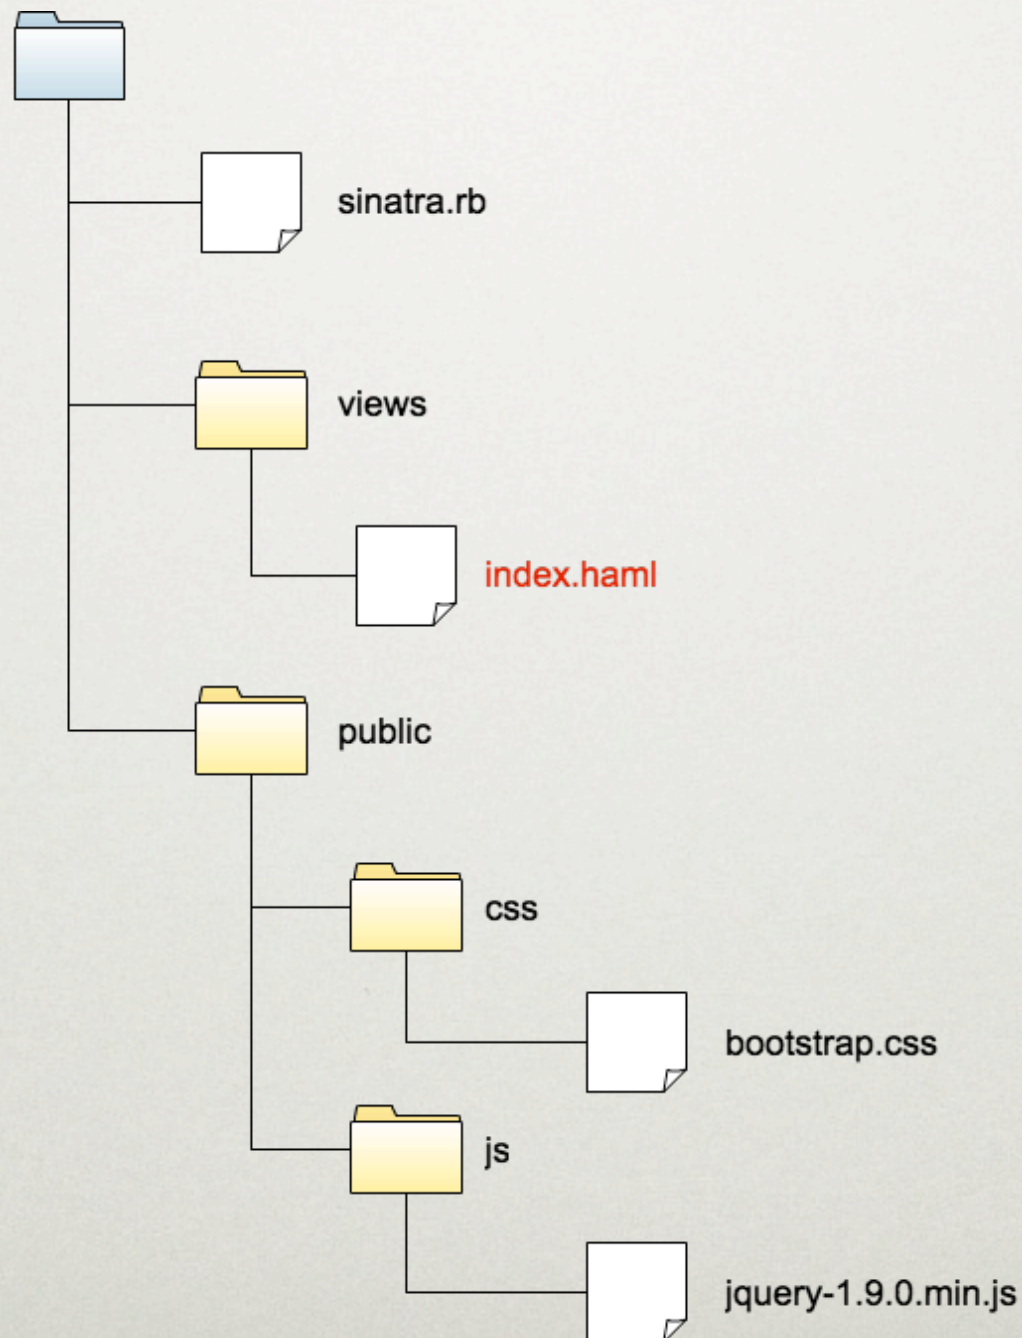 sinatra.rb
views
index.haml
public
css
bootstrap.css
js
jquery-1.9.0.min.js